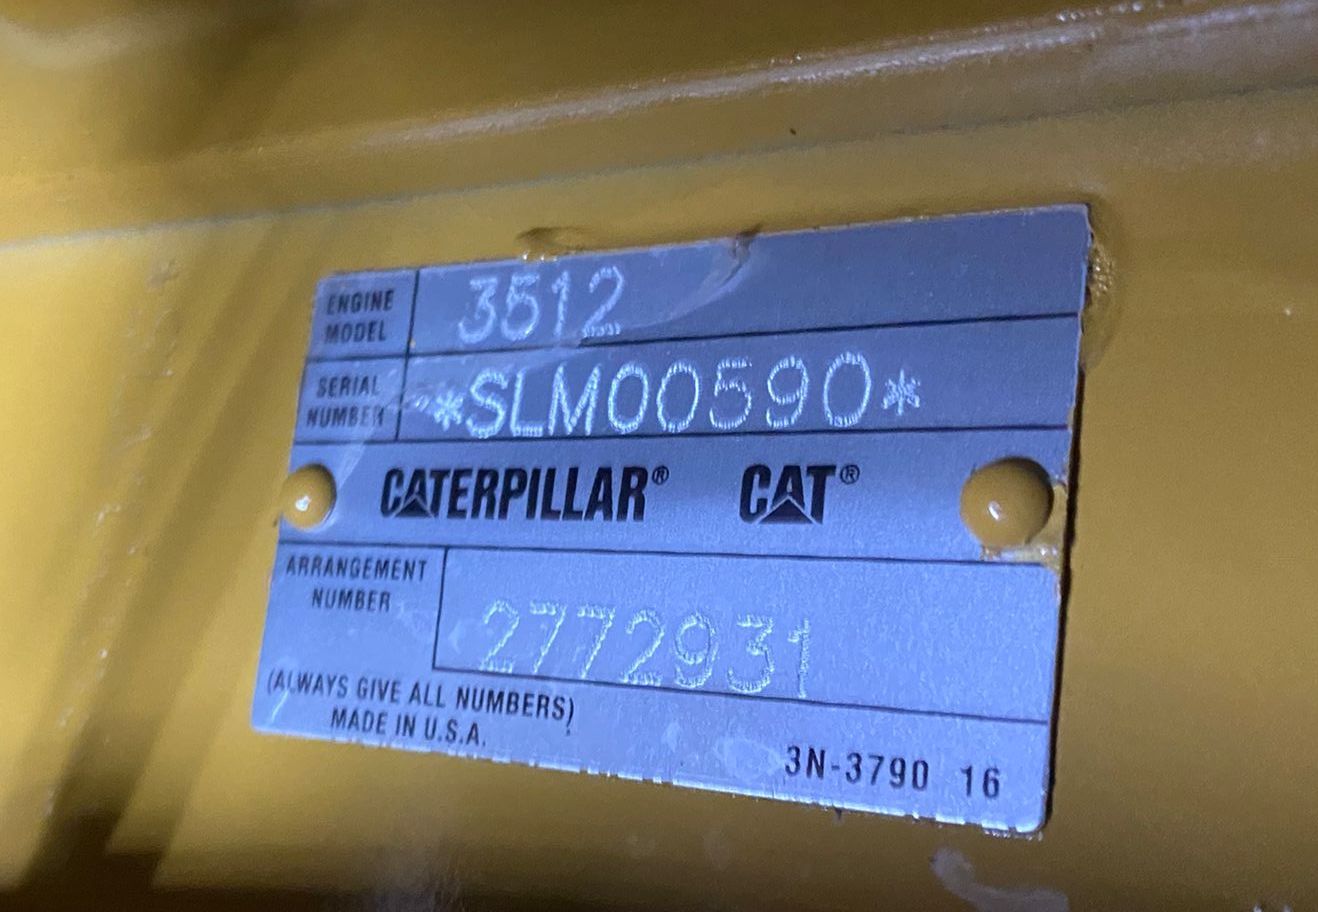 ENGINE MODEL 3512
SERIAL NUMBER *SLM00590*
CATERPILLAR® CAT®
ARRANGEMENT NUMBER 2772931
(ALWAYS GIVE ALL NUMBERS)
MADE IN U.S.A.
3N-3790 16